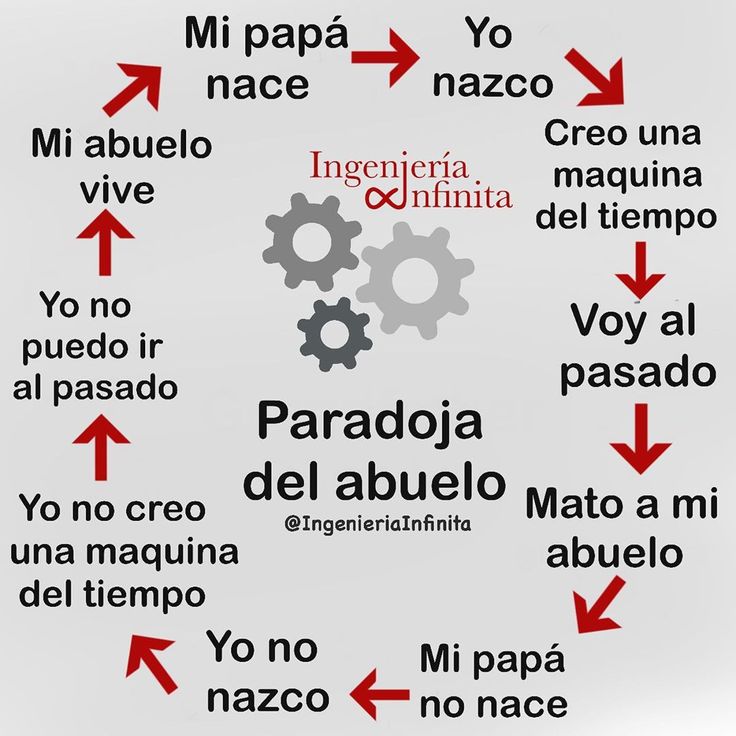 Mi papá
nace
Yo
nazco
Creo una
maquina
del tiempo
Voy al
pasado
Mato a mi
abuelo
Mi papá
no nace
Yo no
nazco
Yo no creo
una maquina
del tiempo
Yo no
puedo ir
al pasado
Mi abuelo
vive
Ingenjería
∞nfinita
Paradoja
del abuelo
@IngenieriaInfinita